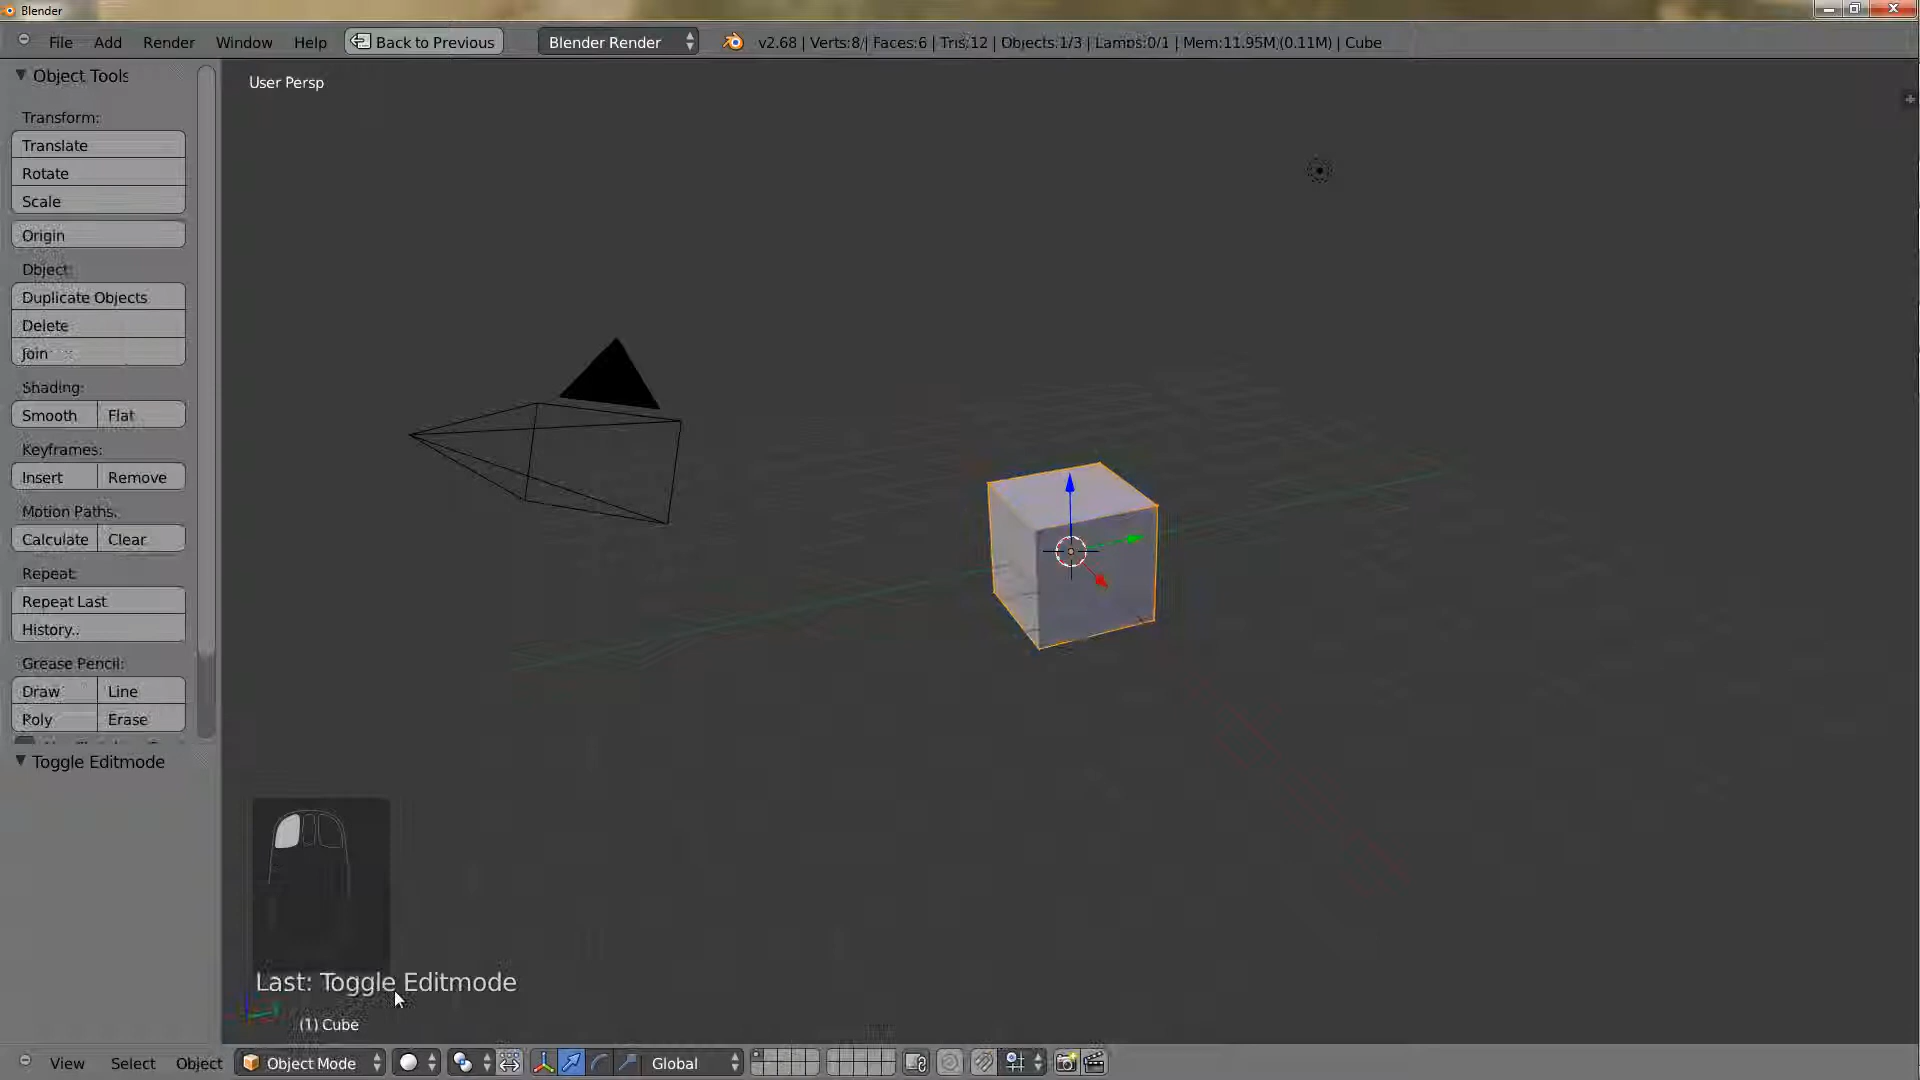 Blender
File Add Render Window Help Back to Previous Blender Render v2.68 | Verts:8 | Faces:6 | Tris:12 | Objects:1/3 | Lamps:0/1 | Mem:11.95M (0.11M) | Cube
Object Tools
User Persp
Transform:
Translate
Rotate
Scale
Origin
Object:
Duplicate Objects
Delete
Join
Shading:
Smooth Flat
Keyframes:
Insert Remove
Motion Paths:
Calculate Clear
Repeat:
Repeat Last
History..
Grease Pencil:
Draw Line
Poly Erase
Toggle Editmode
Last: Toggle Editmode
(1) Cube
View Select Object Object Mode Global